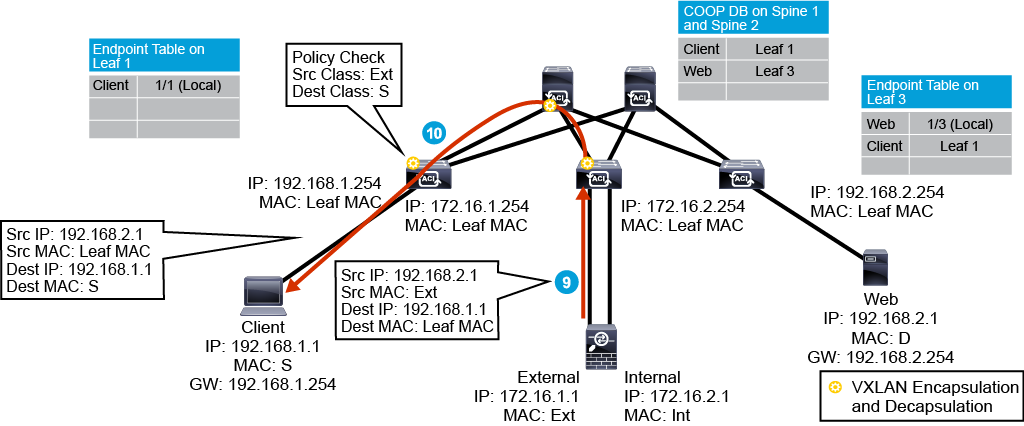 COOP DB on Spine 1
and Spine 2
Client Leaf 1
Web Leaf 3
Endpoint Table on
Leaf 1
Client 1/1 (Local)
Policy Check
Src Class: Ext
Dest Class: S
Endpoint Table on
Leaf 3
Web 1/3 (Local)
Client Leaf 1
ACI
ACI
10
ACI
ACI
ACI
IP: 192.168.1.254
MAC: Leaf MAC
IP: 172.16.1.254
MAC: Leaf MAC
IP: 172.16.2.254
MAC: Leaf MAC
IP: 192.168.2.254
MAC: Leaf MAC
Src IP: 192.168.2.1
Src MAC: Leaf MAC
Dest IP: 192.168.1.1
Dest MAC: S
Src IP: 192.168.2.1
Src MAC: Ext
Dest IP: 192.168.1.1
Dest MAC: Leaf MAC
9
Client
IP: 192.168.1.1
MAC: S
GW: 192.168.1.254
Web
IP: 192.168.2.1
MAC: D
GW: 192.168.2.254
External
IP: 172.16.1.1
MAC: Ext
Internal
IP: 172.16.2.1
MAC: Int
VXLAN Encapsulation
and Decapsulation